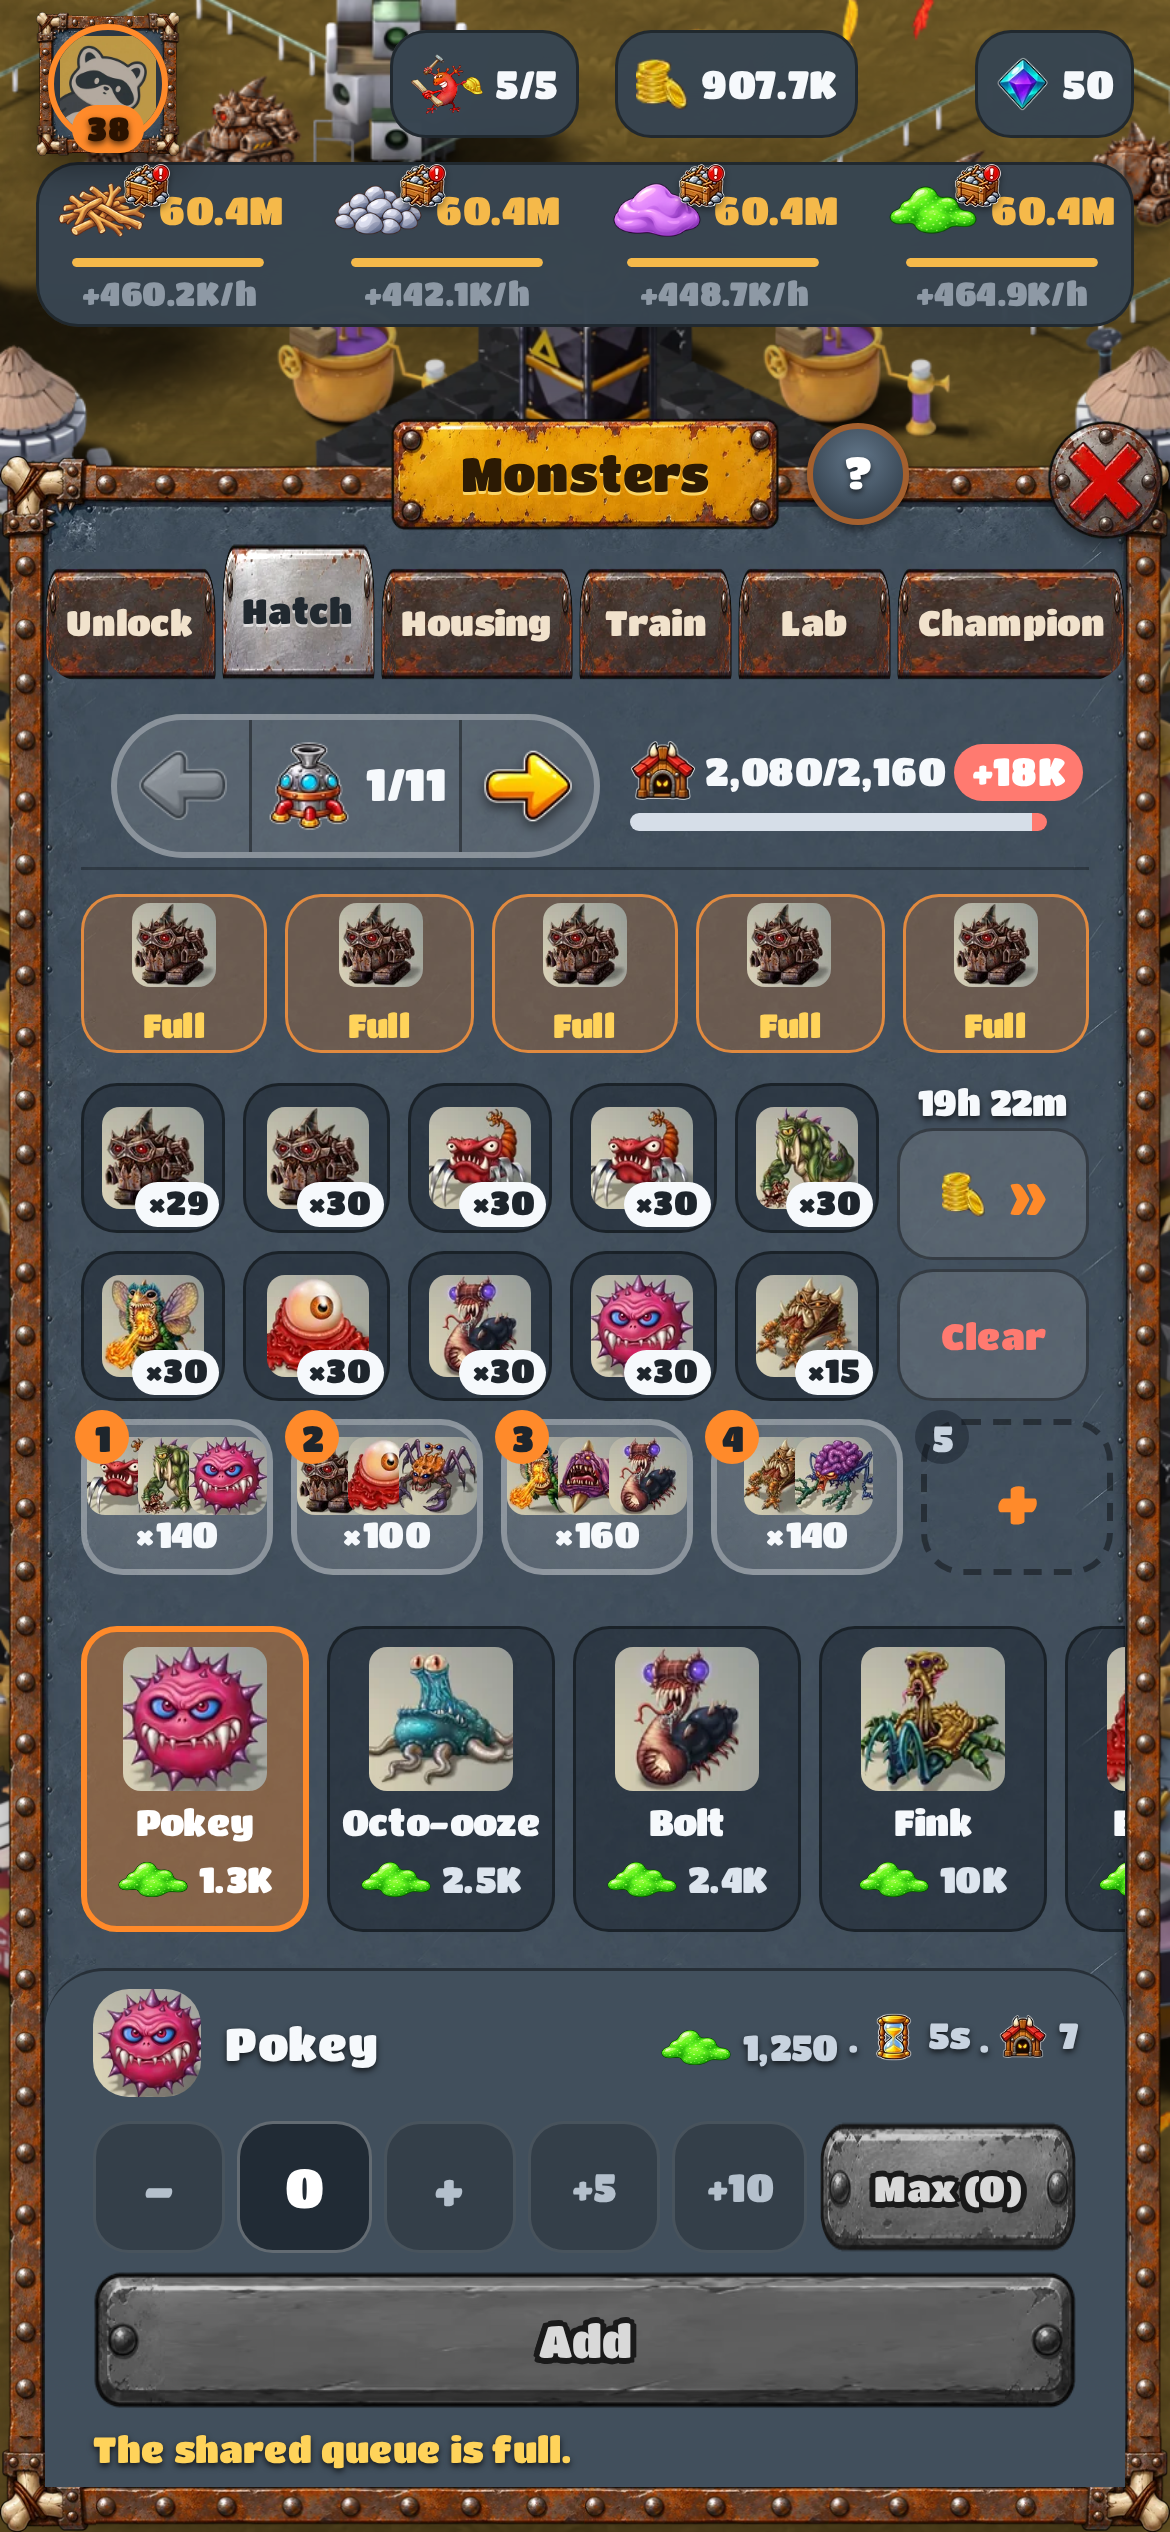 38
5/5
907.7K
50
60.4M
60.4M
60.4M
60.4M
+460.2K/h
+442.1K/h
+448.7K/h
+464.9K/h
Monsters
?
Unlock
Hatch
Housing
Train
Lab
Champion
1/11
2,080/2,160
+18K
Full
Full
Full
Full
Full
×29
×30
×30
×30
×30
19h 22m
×30
×30
×30
×30
×15
Clear
1
×140
2
×100
3
×160
4
×140
5
Pokey
1.3K
Octo-ooze
2.5K
Bolt
2.4K
Fink
10K
Pokey
1,250 · 5s · 7
-
0
+
+5
+10
Max (0)
Add
The shared queue is full.